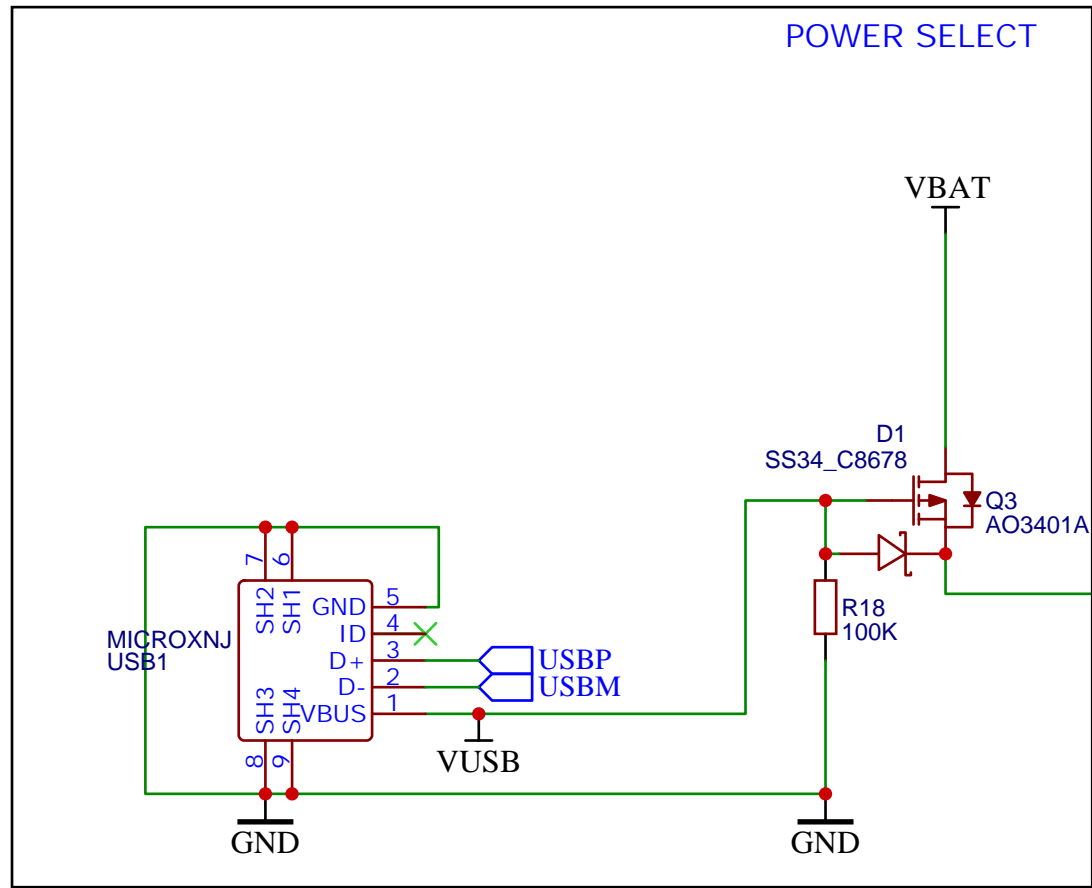 POWER SELECT
VBAT
D1
SS34_C8678
Q3
AO3401A
7
6
SH2
SH1
GND 5
ID 4
D+ 3
D- 2
VBUS 1
SH3
SH4
8
9
MICROXNJ
USB1
USBP
USBM
VUSB
R18
100K
GND
GND